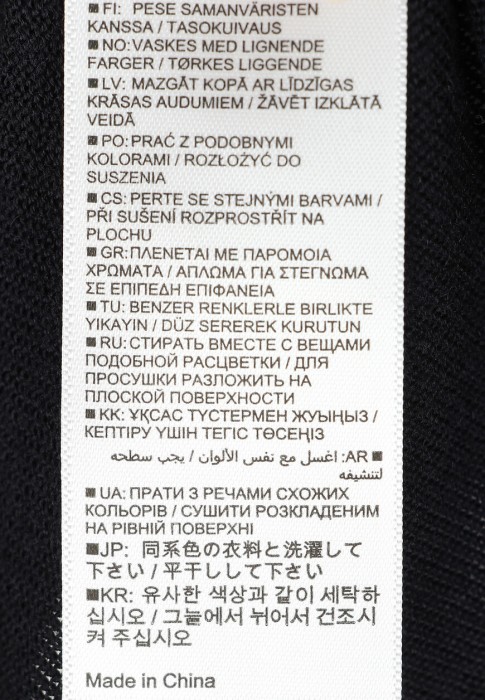 ■ FI: PESE SAMANVÄRISTEN
KANSSA / TASOKUIVAUS
■ NO: VASKES MED LIGNENDE
FARGER / TØRKES LIGGENDE
■ LV: MAZGĀT KOPĀ AR LĪDZĪGAS
KRĀSAS AUDUMIEM / ŽĀVĒT IZKLĀTĀ
VEIDĀ
■ PO: PRAĆ Z PODOBNYMI
KOLORAMI / ROZŁOŻYĆ DO
SUSZENIA
■ CS: PERTE SE STEJNÝMI BARVAMI /
PŘI SUŠENÍ ROZPROSTŘÍT NA
PLOCHU
■ GR: ΠΛΕΝΕΤΑΙ ΜΕ ΠΑΡΟΜΟΙΑ
ΧΡΩΜΑΤΑ / ΑΠΛΩΜΑ ΓΙΑ ΣΤΕΓΝΩΜΑ
ΣΕ ΕΠΙΠΕΔΗ ΕΠΙΦΑΝΕΙΑ
■ TU: BENZER RENKLERLE BIRLIKTE
YIKAYIN / DÜZ SEREREK KURUTUN
■ RU: СТИРАТЬ ВМЕСТЕ С ВЕЩАМИ
ПОДОБНОЙ РАСЦВЕТКИ / ДЛЯ
ПРОСУШКИ РАЗЛОЖИТЬ НА
ПЛОСКОЙ ПОВЕРХНОСТИ
■ KK: ҰҚСАС ТҮСТЕРМЕН ЖУЫҢЫЗ /
КЕПТІРУ ҮШІН ТЕГІС ТӨСЕҢІЗ
■ AR: اغسل مع نفس الألوان / يجب سطحه
لتنشيفه
■ UA: ПРАТИ З РЕЧАМИ СХОЖИХ
КОЛЬОРІВ / СУШИТИ РОЗКЛАДЕНИМ
НА РІВНІЙ ПОВЕРХНІ
■JP: 同系色の衣料と洗濯して
下さい / 平干しして下さい
■KR: 유사한 색상과 같이 세탁하
십시오 / 그늘에서 뉘어서 건조시
켜 주십시오
Made in China